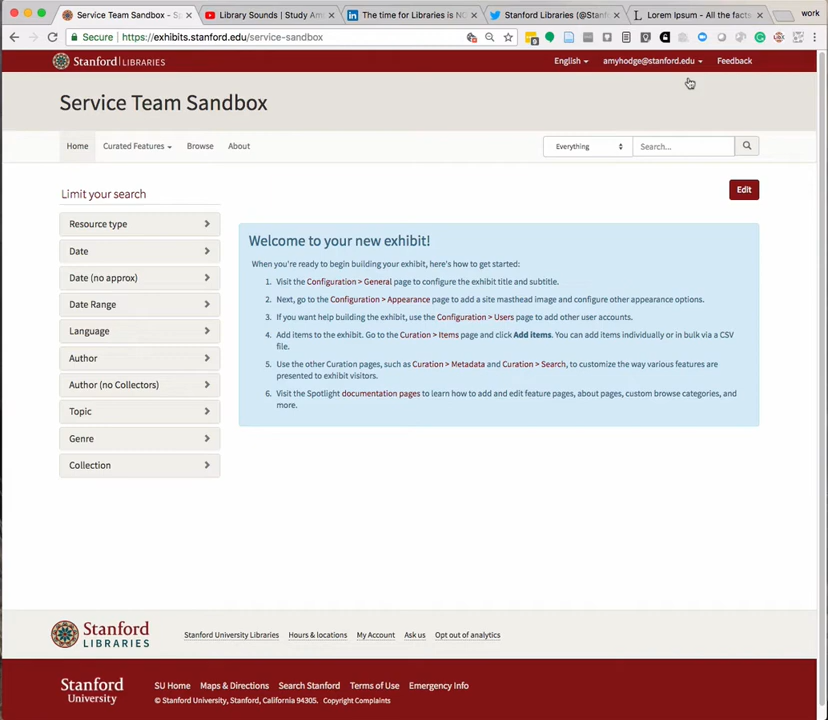 Service Team Sandbox - S
Library Sounds | Study Am
The time for Libraries is NO
Stanford Libraries (@Stanf
Lorem Ipsum - All the facts
work
Secure | https://exhibits.stanford.edu/service-sandbox
Stanford | LIBRARIES
English
amyhodge@stanford.edu
Feedback
Service Team Sandbox
Home
Curated Features
Browse
About
Everything
Search...
Limit your search
Edit
Resource type
Date
Date (no approx)
Date Range
Language
Author
Author (no Collectors)
Topic
Genre
Collection
Welcome to your new exhibit!
When you're ready to begin building your exhibit, here's how to get started:
1. Visit the Configuration > General page to configure the exhibit title and subtitle.
2. Next, go to the Configuration > Appearance page to add a site masthead image and configure other appearance options.
3. If you want help building the exhibit, use the Configuration > Users page to add other user accounts.
4. Add items to the exhibit. Go to the Curation > Items page and click Add items. You can add items individually or in bulk via a CSV
file.
5. Use the other Curation pages, such as Curation > Metadata and Curation > Search, to customize the way various features are
presented to exhibit visitors.
6. Visit the Spotlight documentation pages to learn how to add and edit feature pages, about pages, custom browse categories, and
more.
Stanford
LIBRARIES
Stanford University Libraries
Hours & locations
My Account
Ask us
Opt out of analytics
Stanford
University
SU Home
Maps & Directions
Search Stanford
Terms of Use
Emergency Info
© Stanford University, Stanford, California 94305. Copyright Complaints